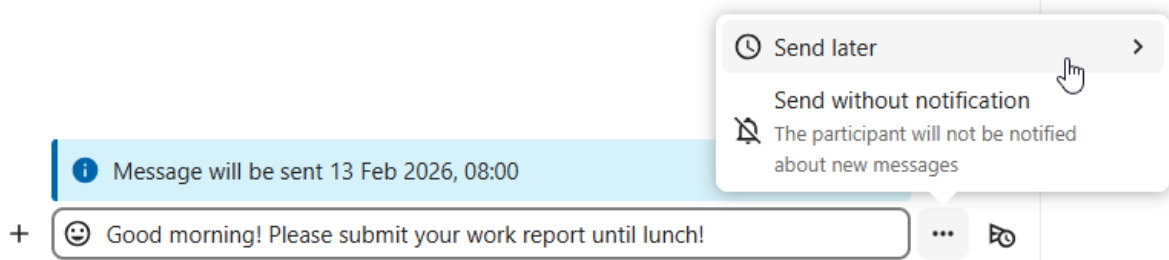 Send later
Send without notification
The participant will not be notified
about new messages
Message will be sent 13 Feb 2026, 08:00
Good morning! Please submit your work report until lunch!